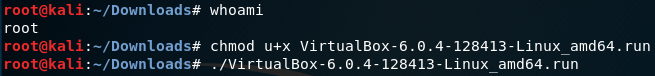 root@kali:~/Downloads# whoami
root
root@kali:~/Downloads# chmod u+x VirtualBox-6.0.4-128413-Linux_amd64.run
root@kali:~/Downloads# ./VirtualBox-6.0.4-128413-Linux_amd64.run